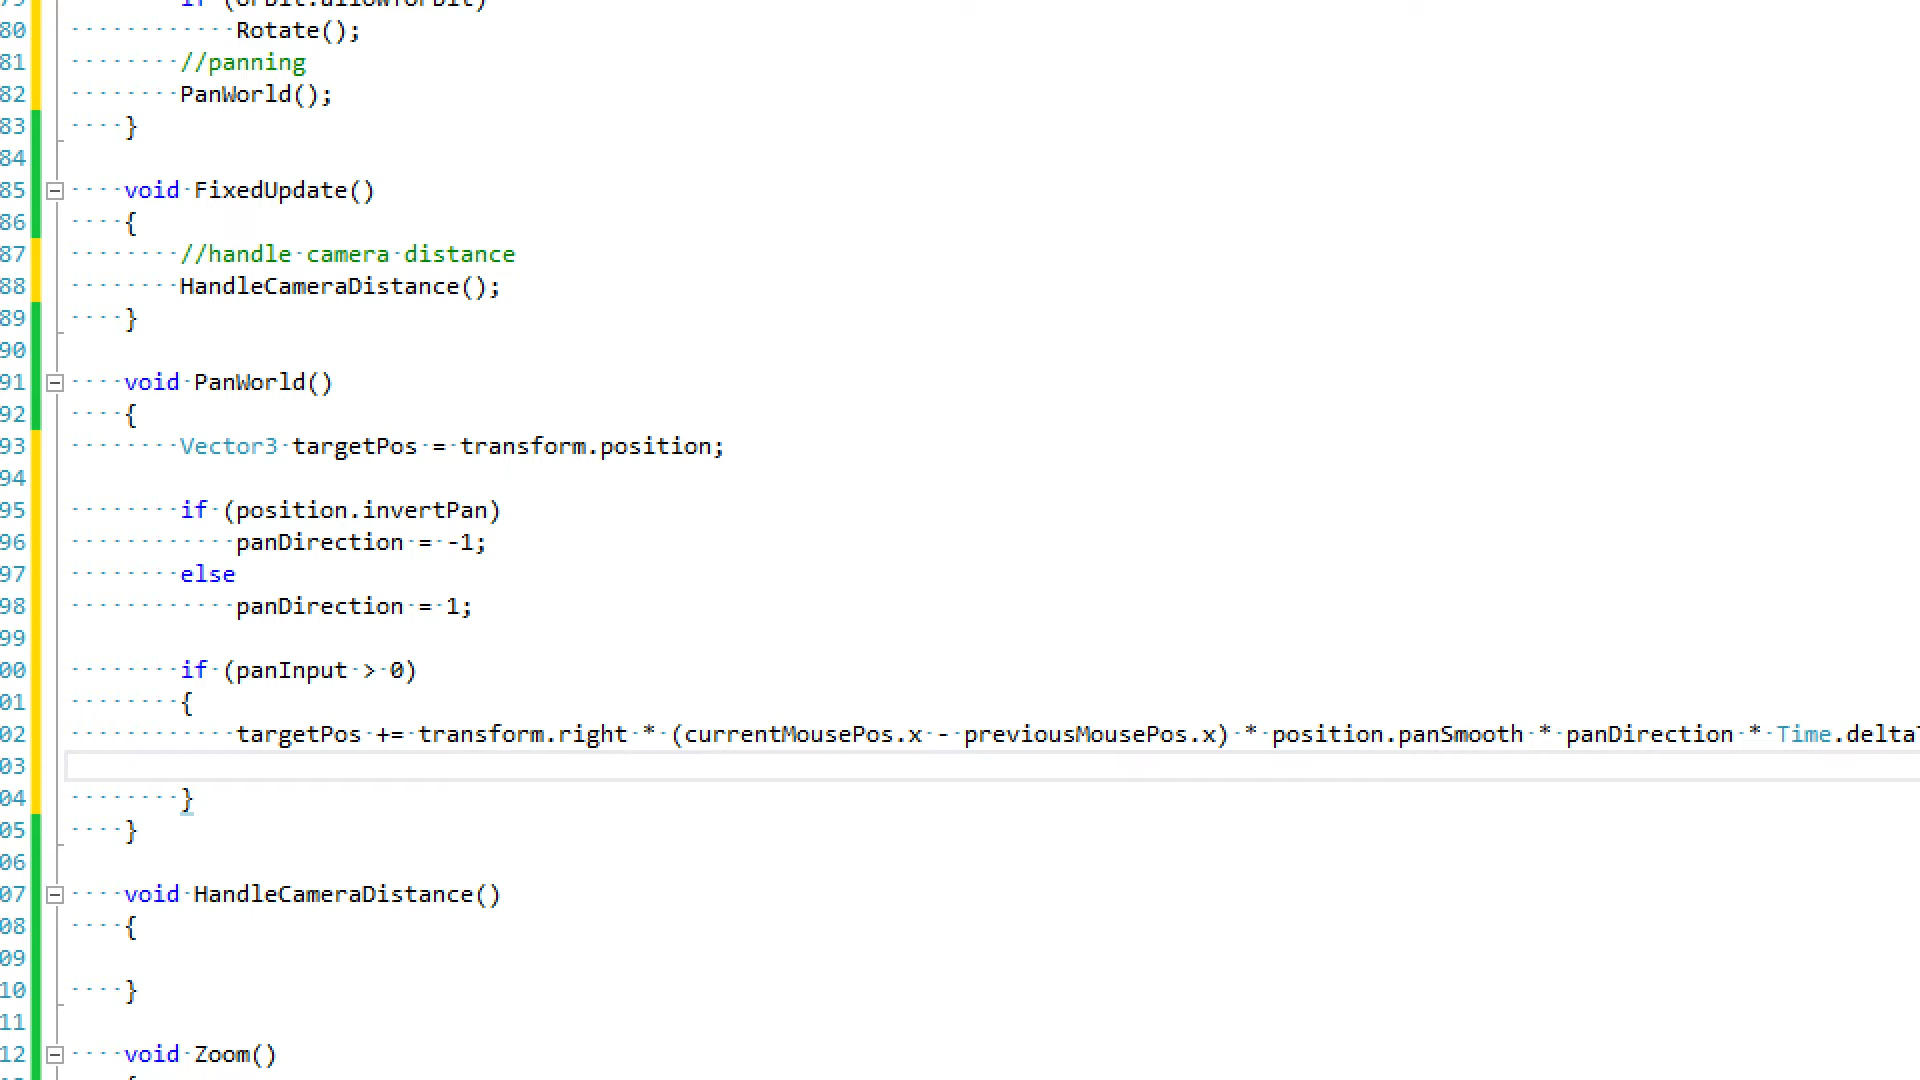 if (orbit.allowYOrbit)
80 Rotate();
81 //panning
82 PanWorld();
83 }
84
85 void FixedUpdate()
86 {
87 //handle camera distance
88 HandleCameraDistance();
89 }
90
91 void PanWorld()
92 {
93 Vector3 targetPos = transform.position;
94
95 if (position.invertPan)
96 panDirection = -1;
97 else
98 panDirection = 1;
99
00 if (panInput > 0)
01 {
02 targetPos += transform.right * (currentMousePos.x - previousMousePos.x) * position.panSmooth * panDirection * Time.delta
03
04 }
05 }
06
07 void HandleCameraDistance()
08 {
09
10 }
11
12 void Zoom()
{